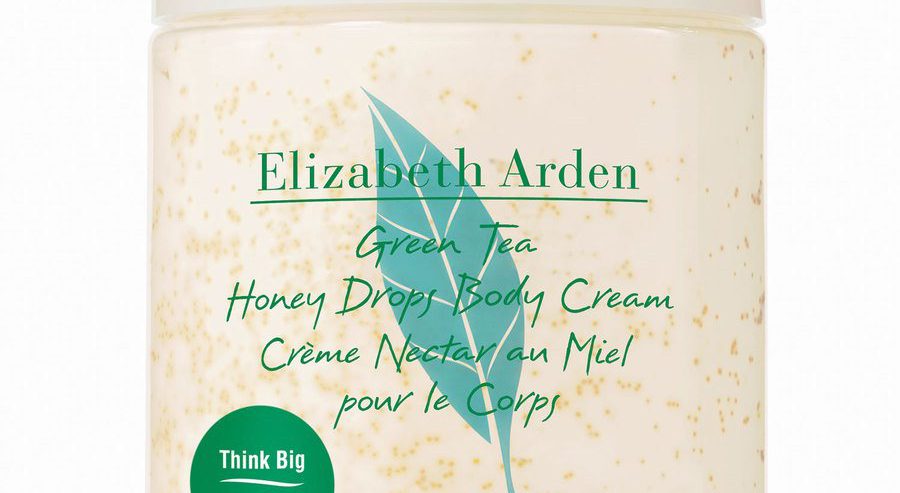 Elizabeth Arden
Green Tea
Honey Drops Body Cream
Crème Nectar au Miel
pour le Corps
Think Big